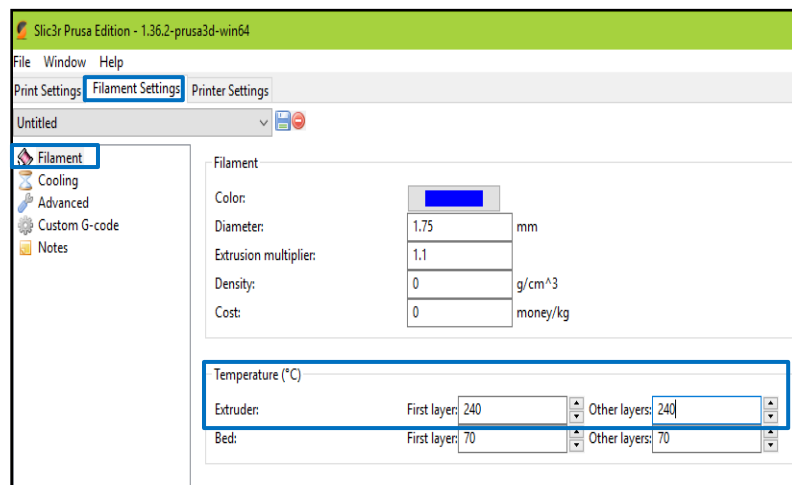 Slic3r Prusa Edition - 1.36.2-prusa3d-win64
File Window Help
Print Settings Filament Settings Printer Settings
Untitled
Filament
Cooling
Advanced
Custom G-code
Notes
Filament
Color:
Diameter: 1.75 mm
Extrusion multiplier: 1.1
Density: 0 g/cm^3
Cost: 0 money/kg
Temperature (°C)
Extruder: First layer: 240 Other layers: 240
Bed: First layer: 70 Other layers: 70